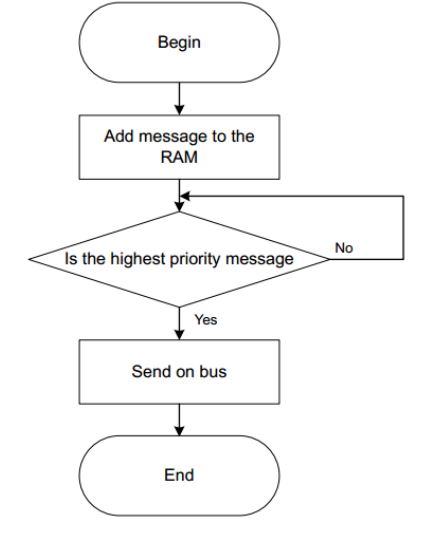 Begin
Add message to the
RAM
Is the highest priority message
No
Yes
Send on bus
End